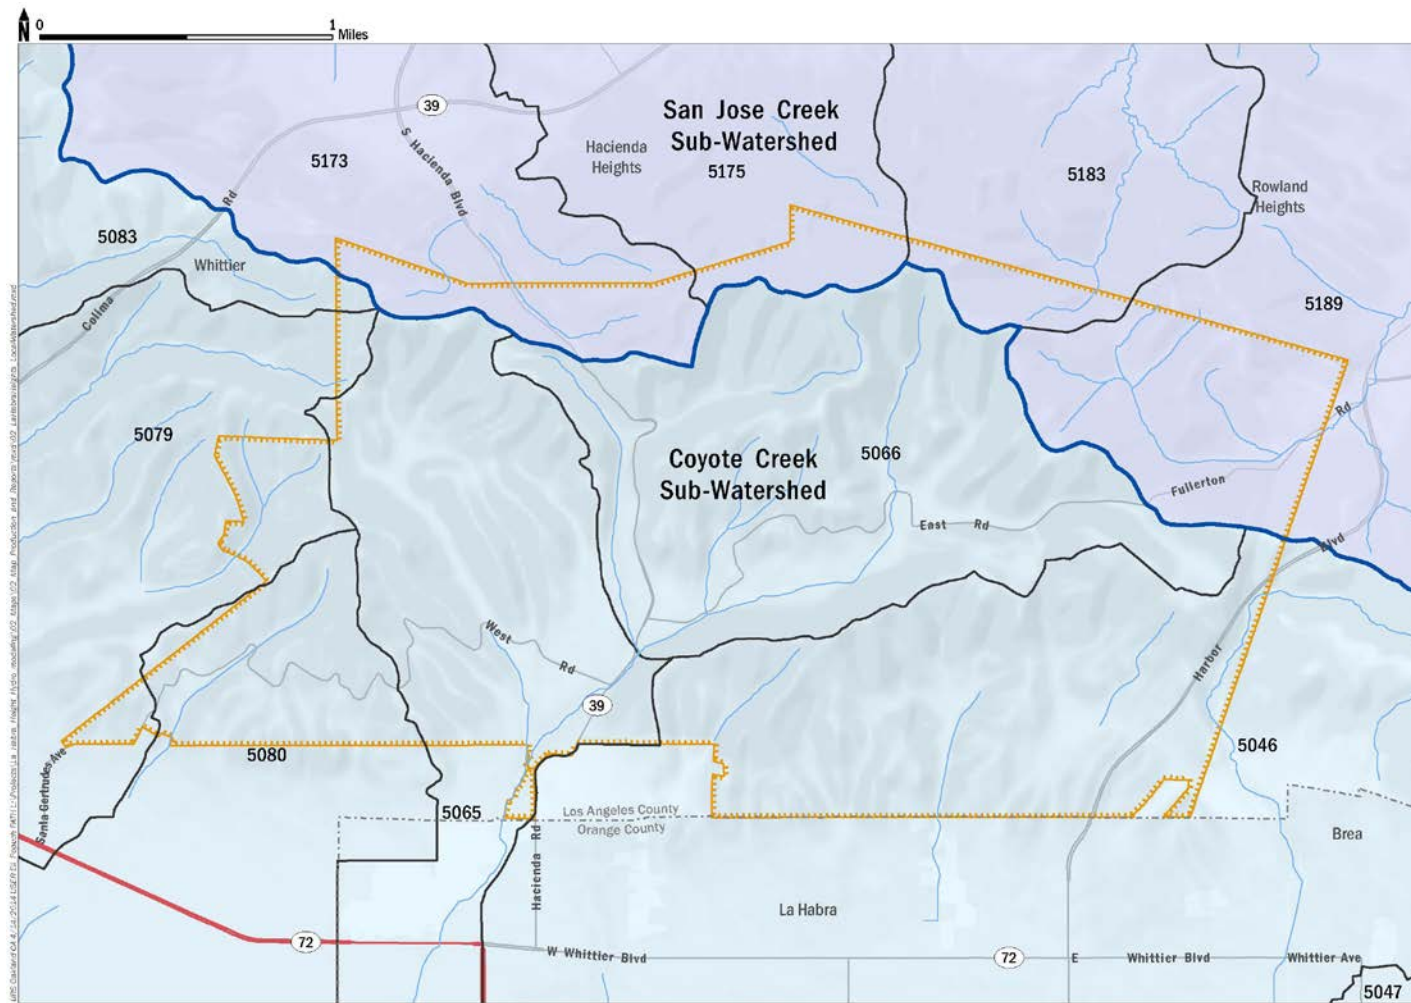 N
0
1
Miles
39
San Jose Creek
Sub-Watershed
S Hacienda Blvd
Hacienda
Heights
5173
5175
5183
Rowland
Heights
Rd
5083
Whittier
Colima
5189
5079
Coyote Creek
Sub-Watershed
5066
Rd
Fullerton
East Rd
Blvd
West
Rd
Harbor
39
5046
Santa Gertrudes Ave
5080
5065
Los Angeles County
Orange County
Brea
Hacienda Rd
La Habra
72
W Whittier Blvd
72
E
Whittier Blvd
Whittier Ave
5047